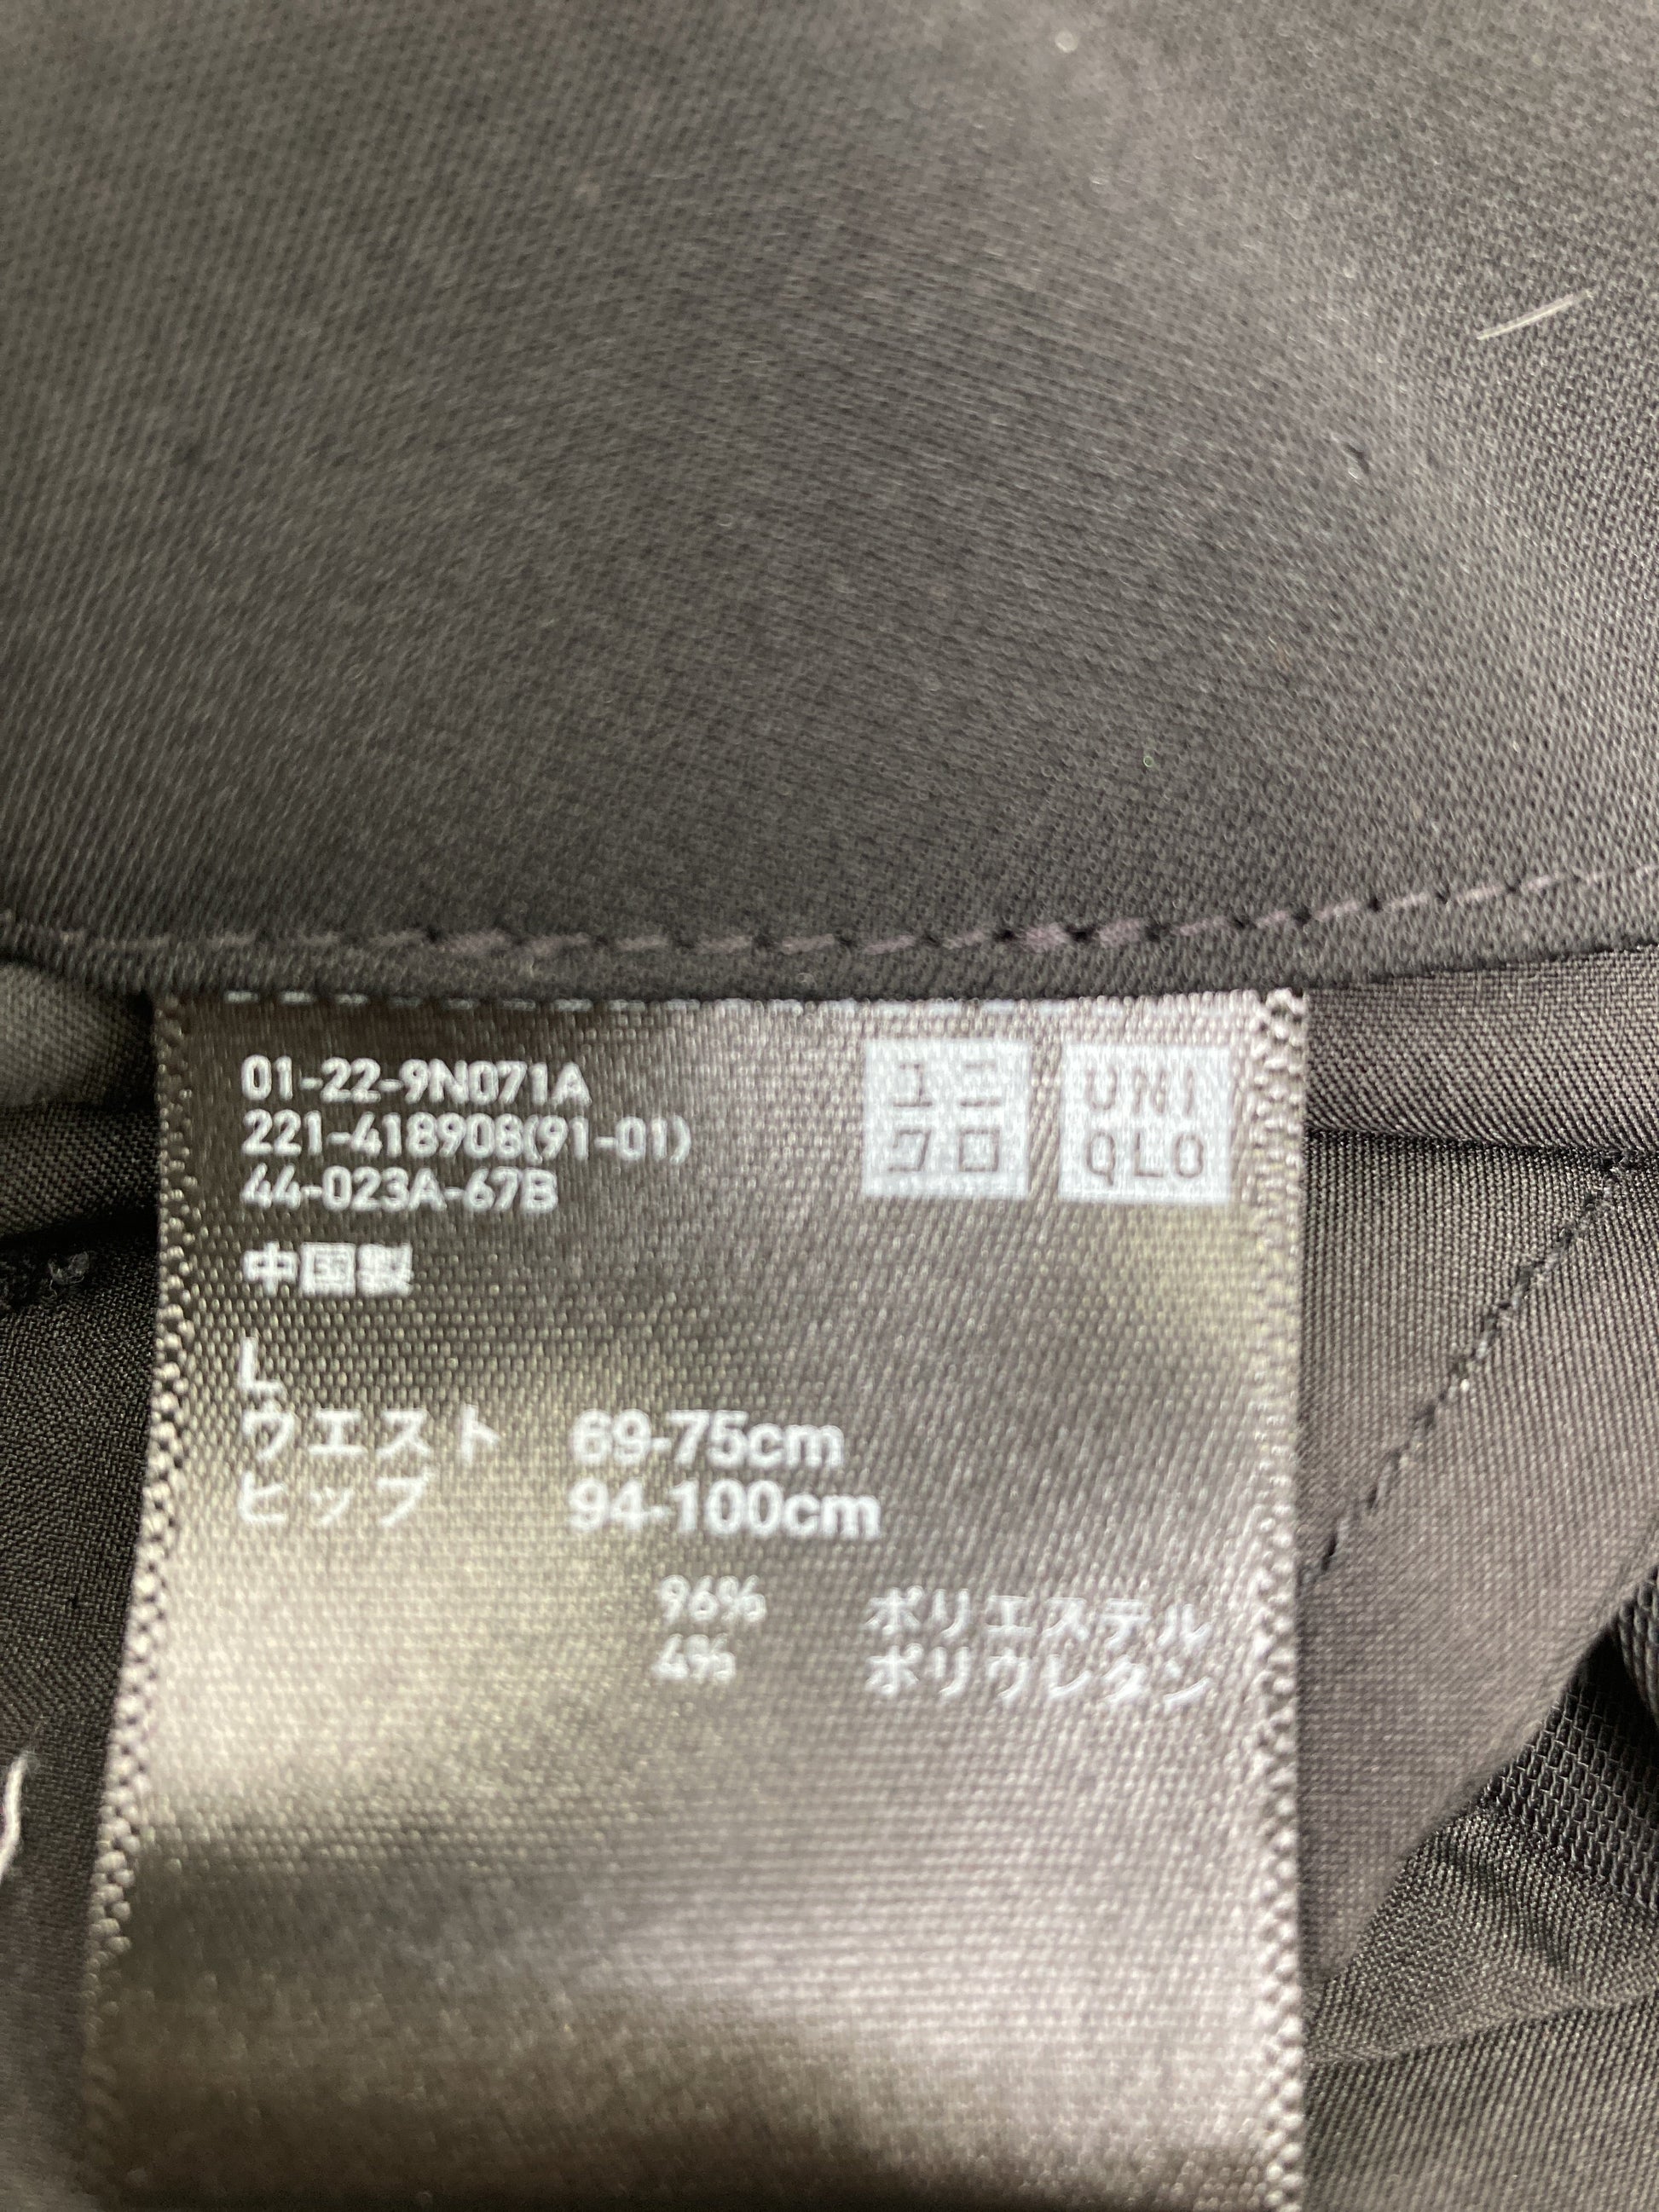 01-22-9N071A
221-418908(91-01)
44-023A-67B
ユニ
クロ
UNI
QLO
中国製
L
ウエスト 69-75cm
ヒップ 94-100cm
96% ポリエステル
4% ポリウレタン